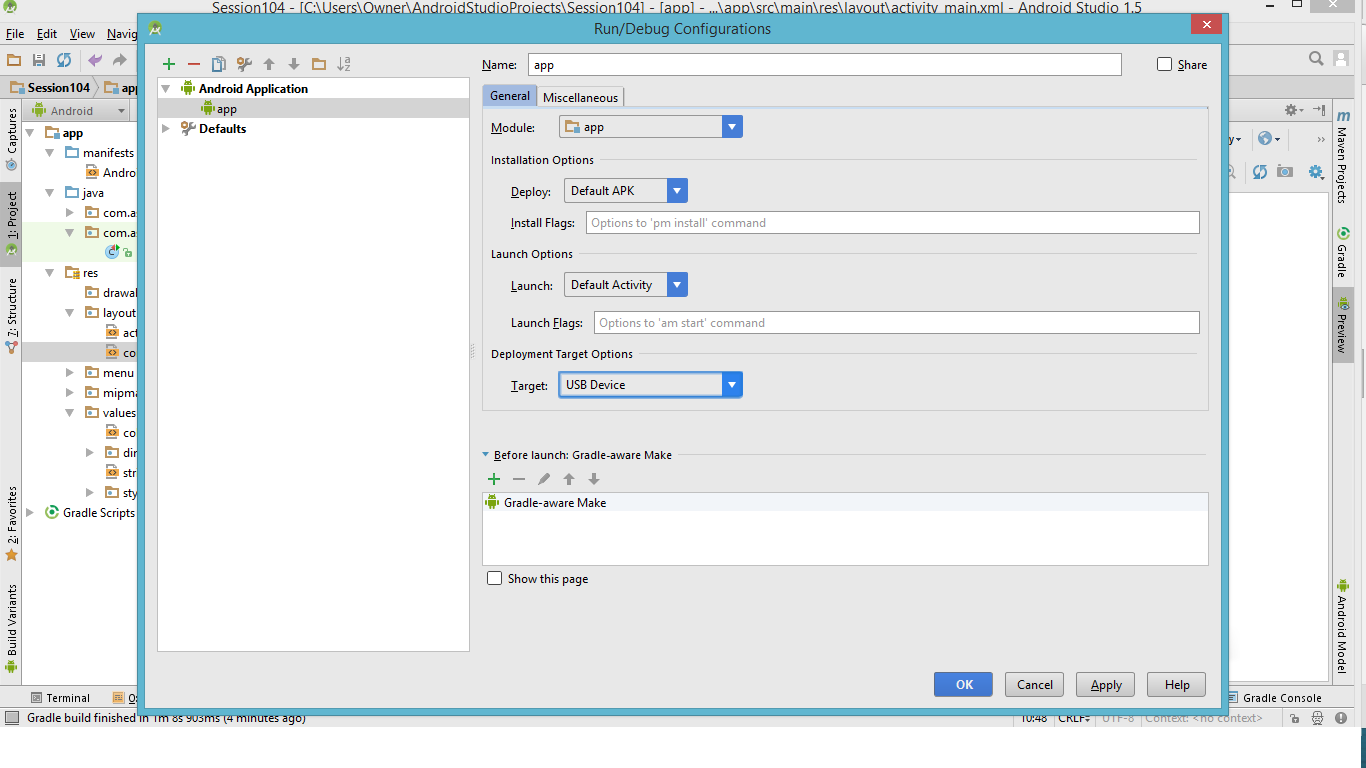 Session104 - [C:\Users\Owner\AndroidStudioProjects\Session104] - [app] - ...\app\src\main\res\layout\activity_main.xml - Android Studio 1.5
Run/Debug Configurations
File Edit View Navig
Session104 app
Android
app
manifests
Andro
java
com.as
com.as
res
drawal
layout
act
co
menu
mipma
values
co
din
str
sty
Gradle Scripts
Captures
1: Project
7: Structure
2: Favorites
Build Variants
Android Application
app
Defaults
Name: app
Share
General Miscellaneous
Module: app
Installation Options
Deploy: Default APK
Install Flags: Options to 'pm install' command
Launch Options
Launch: Default Activity
Launch Flags: Options to 'am start' command
Deployment Target Options
Target: USB Device
Before launch: Gradle-aware Make
Gradle-aware Make
Show this page
OK Cancel Apply Help
Maven Projects
Gradle
Preview
Android Model
Terminal
Gradle Console
Gradle build finished in 1m 8s 903ms (4 minutes ago)
10:48 CRLF UTF-8 Context: <no context>